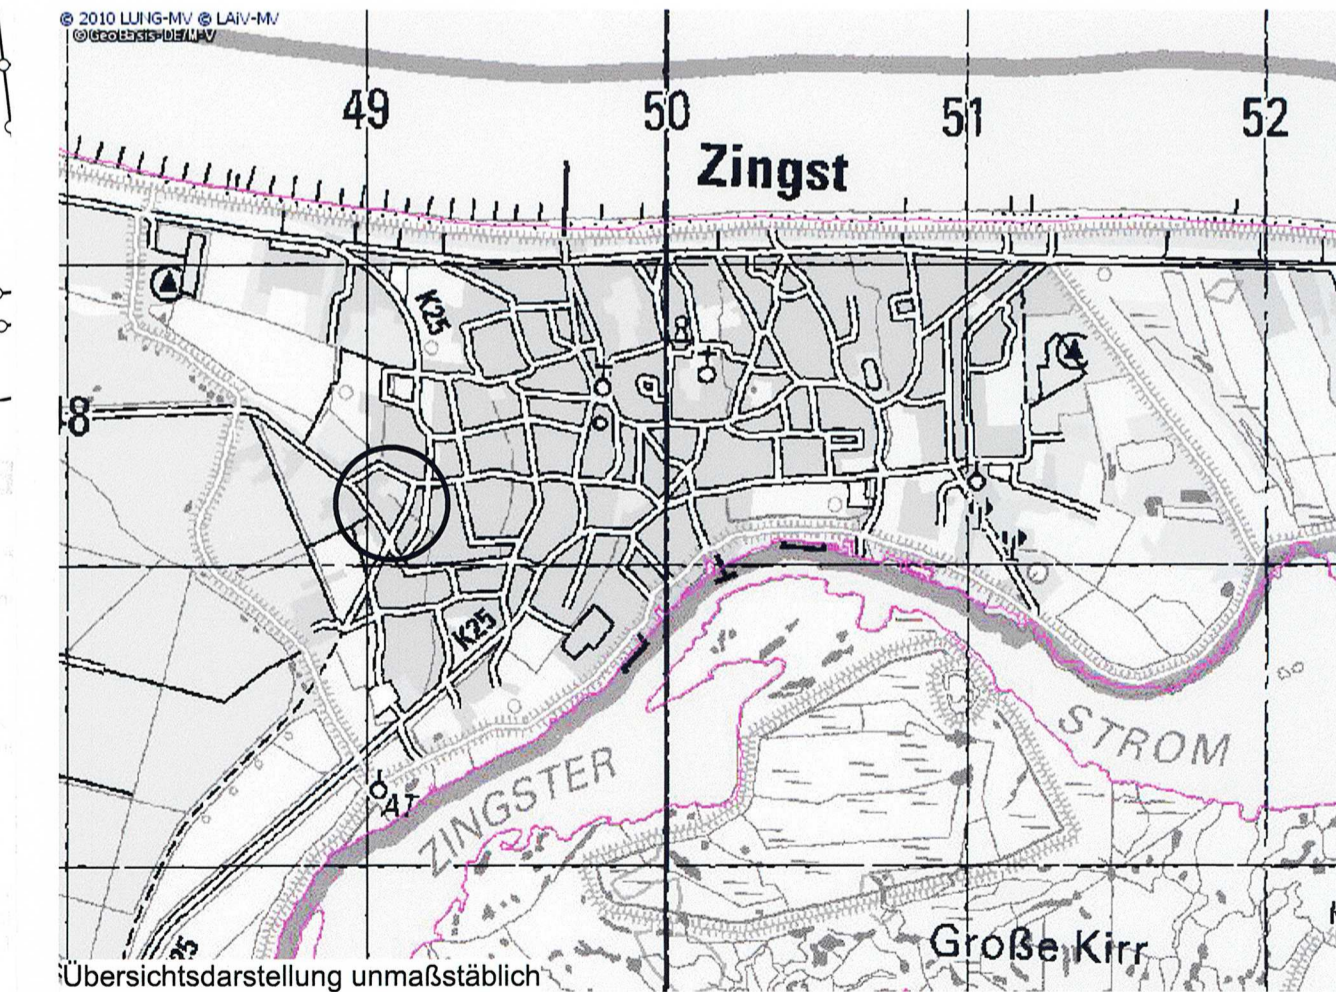 © 2010 LUNG-MV © LAiV-MV
© GeoBasis-DE/M-V
49
50
51
52
Zingst
K25
8
48
K25
STROM
ZINGSTER
47
Große Kirr
Übersichtsdarstellung unmaßstäblich